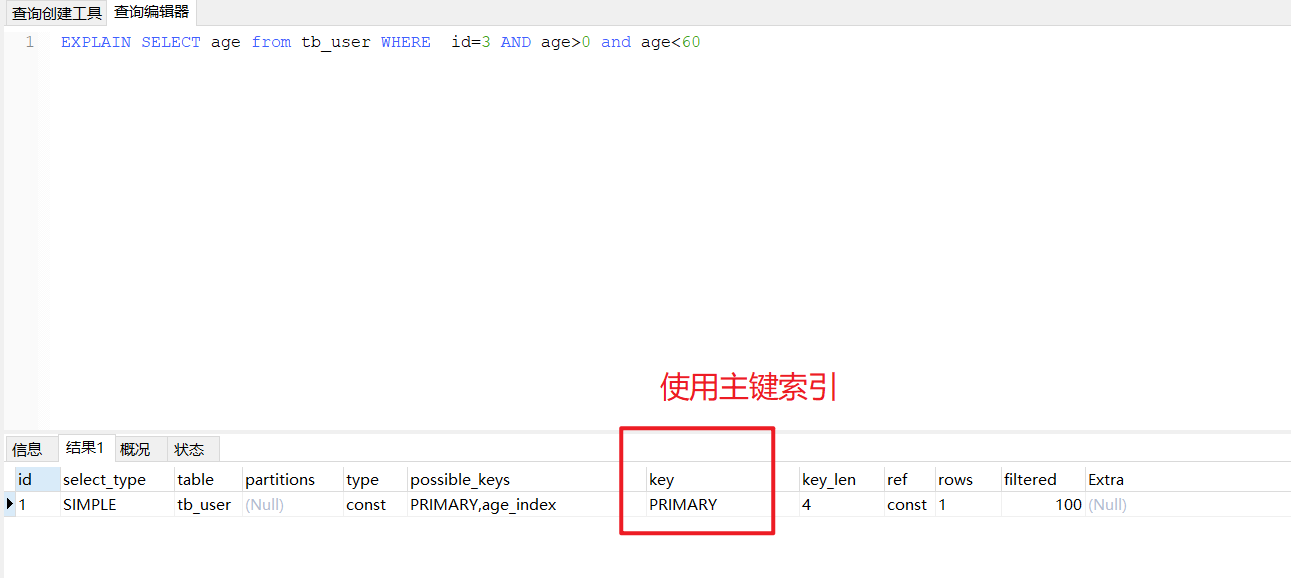 查询创建工具 查询编辑器
1 EXPLAIN SELECT age from tb_user WHERE  id=3 AND age>0 and age<60
使用主键索引
信息 结果1 概况 状态
id select_type table partitions type possible_keys key key_len ref rows filtered Extra
1 SIMPLE tb_user (Null) const PRIMARY,age_index PRIMARY 4 const 1 100 (Null)